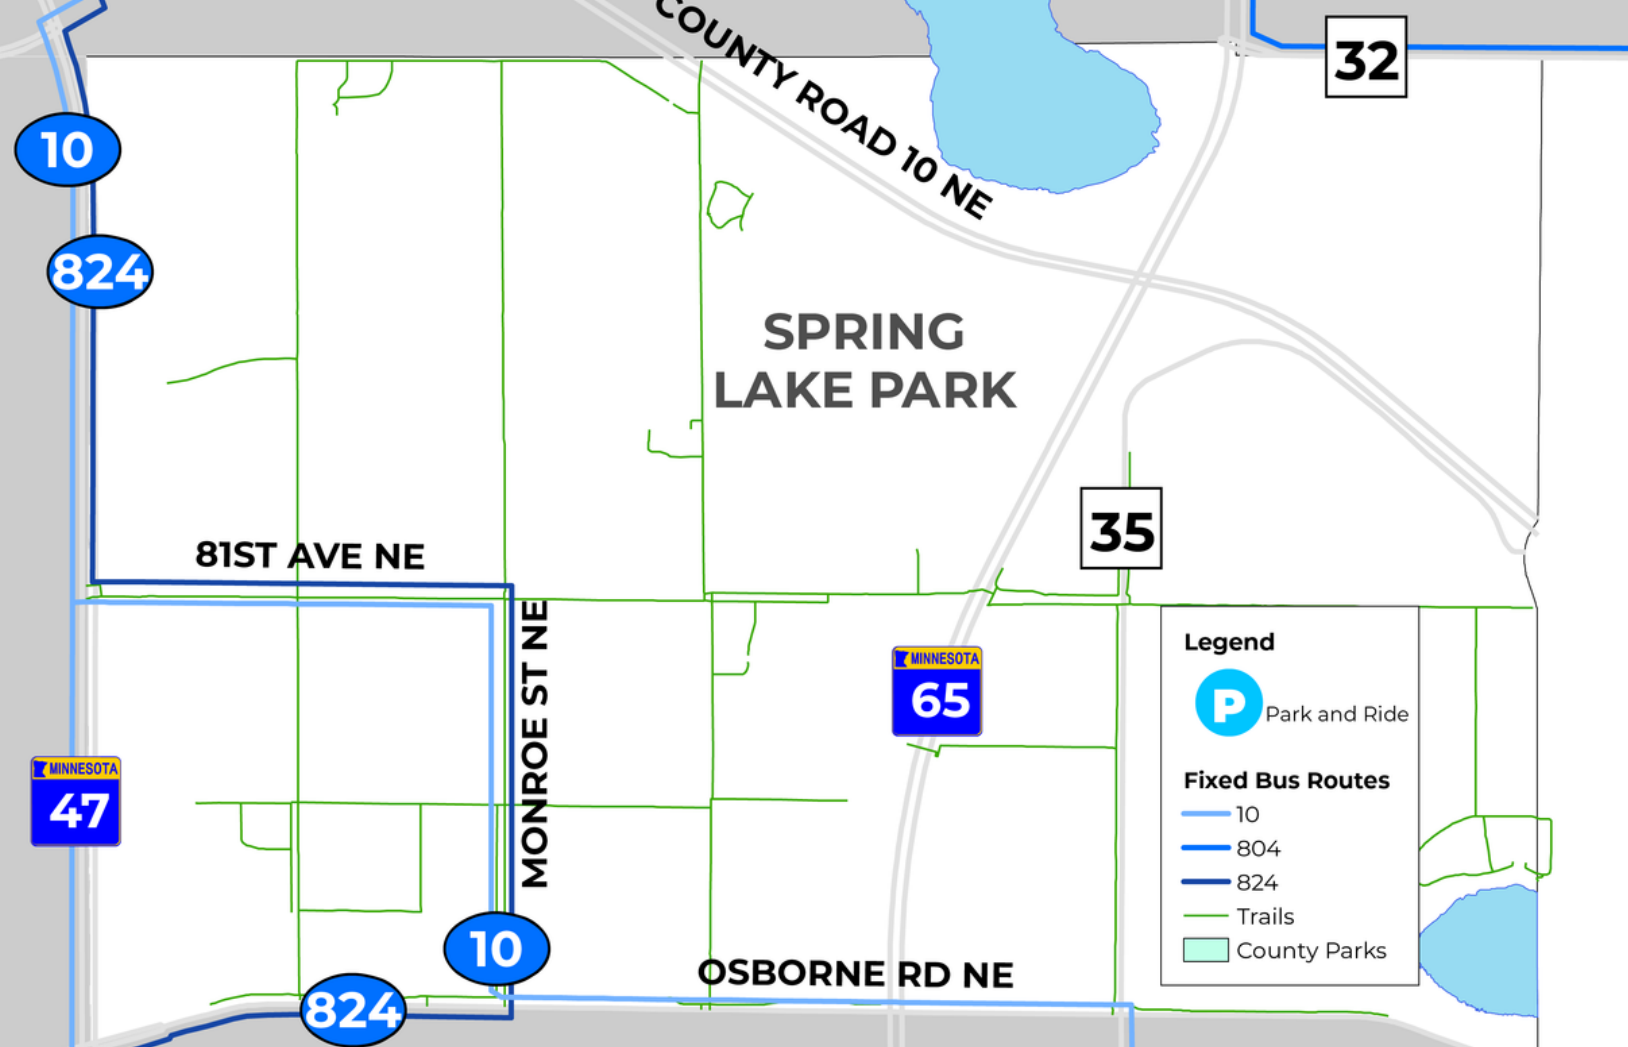 COUNTY ROAD 10 NE
32
10
824
SPRING
LAKE PARK
35
81ST AVE NE
MONROE ST NE
MINNESOTA
65
MINNESOTA
47
10
OSBORNE RD NE
824
Legend
P
Park and Ride
Fixed Bus Routes
10
804
824
Trails
County Parks